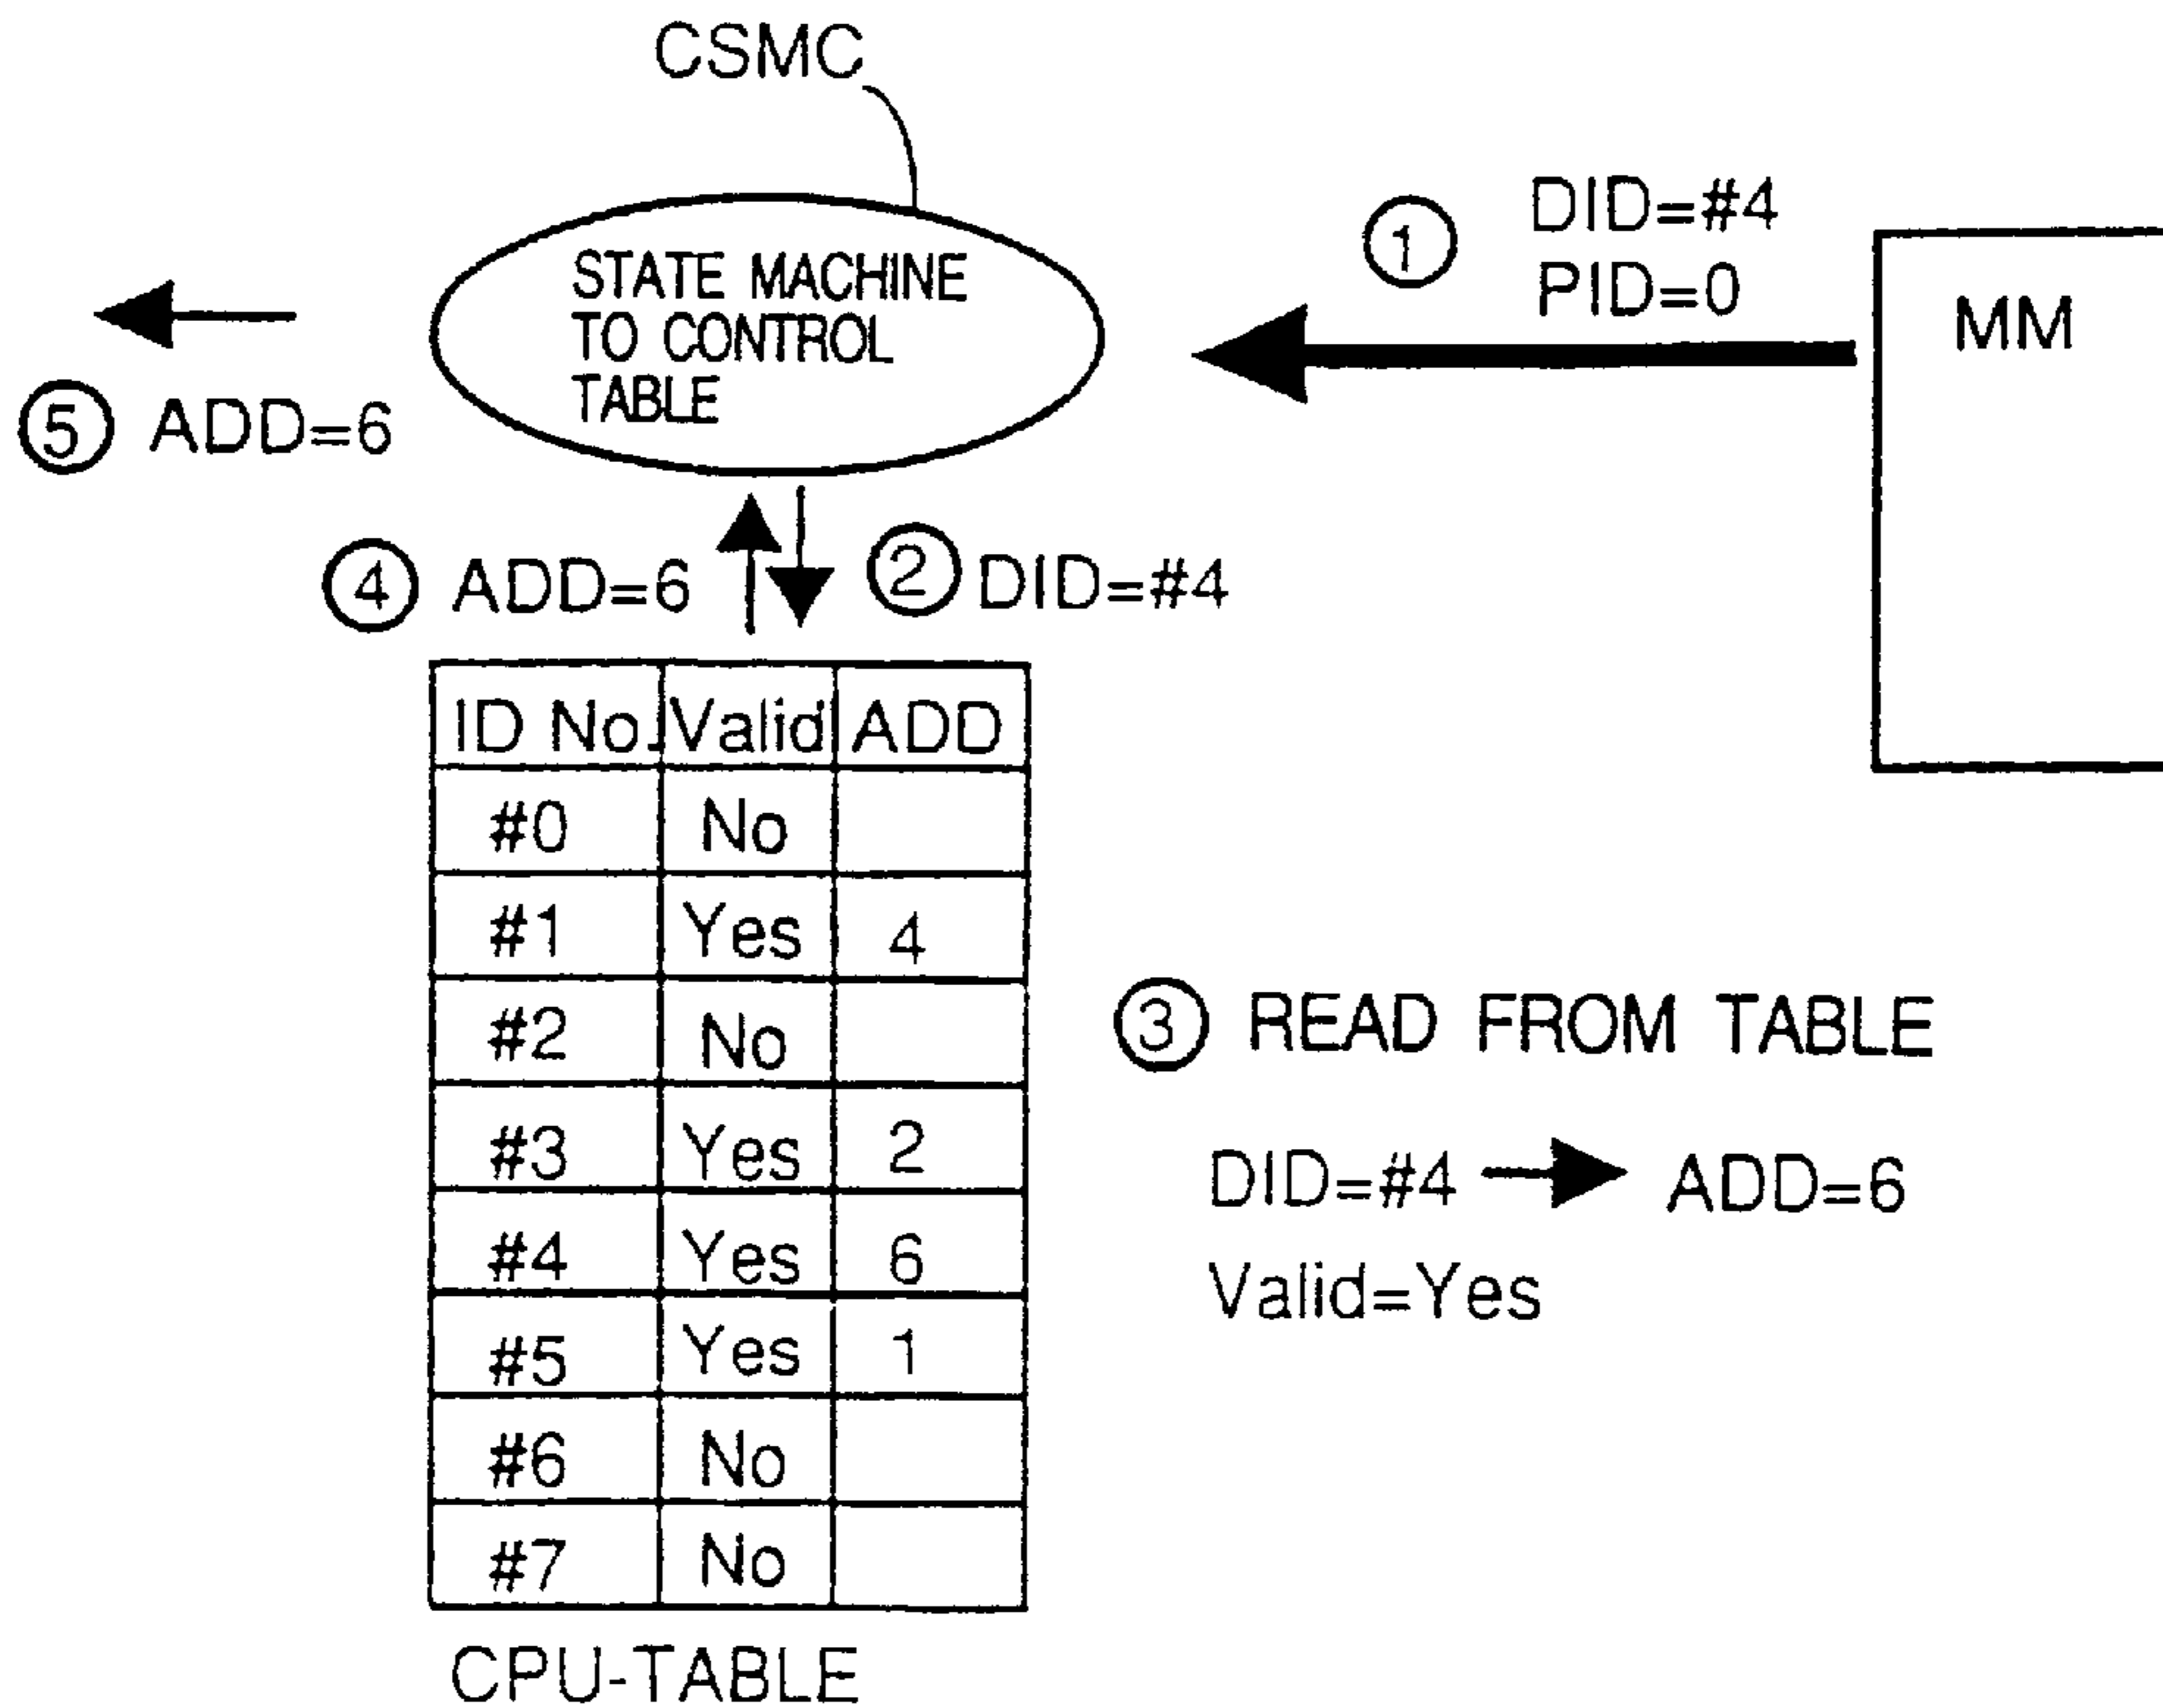 CSMC
① DID=#4
PID=0
MM
STATE MACHINE
TO CONTROL
TABLE
⑤ ADD=6
④ ADD=6
② DID=#4
ID No. Valid ADD
#0 No
#1 Yes 4
#2 No
#3 Yes 2
#4 Yes 6
#5 Yes 1
#6 No
#7 No
CPU-TABLE
③ READ FROM TABLE
DID=#4 → ADD=6
Valid=Yes